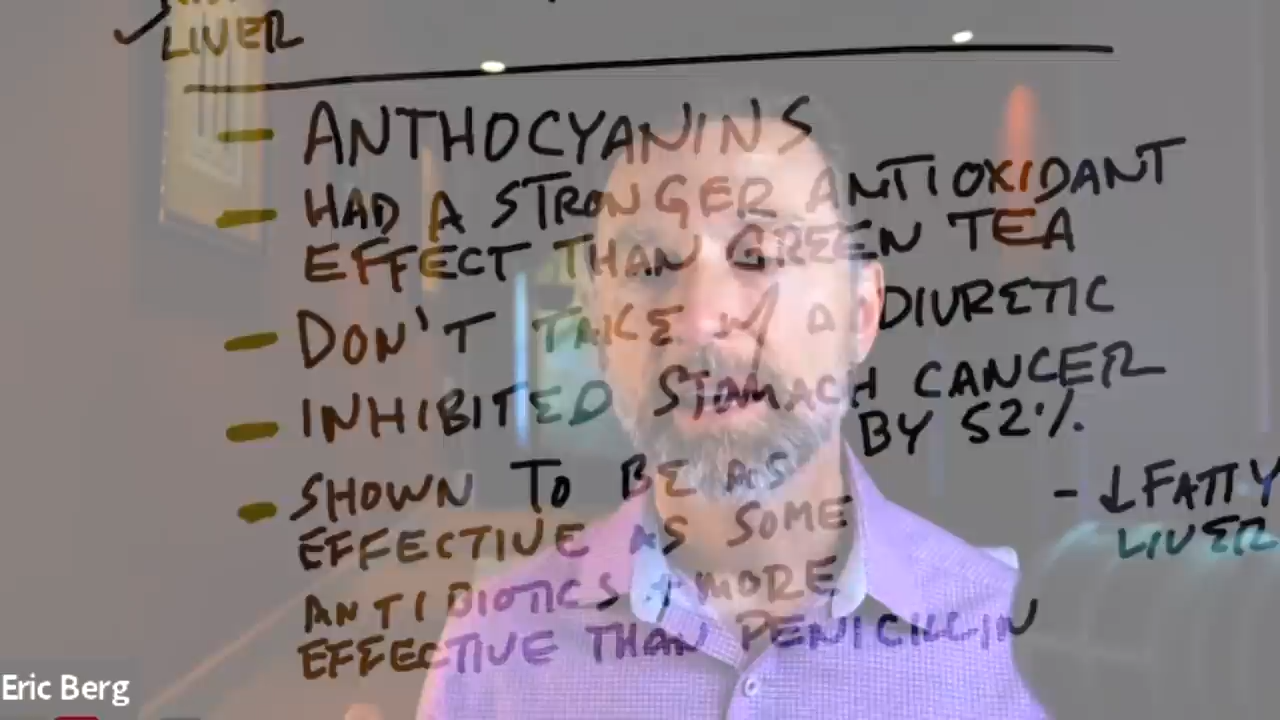 LIVER
ANTHOCYANINS
HAD A STRONGER ANTIOXIDANT
EFFECT THAN GREEN TEA
DON'T TAKE W/ A DIURETIC
INHIBITED STOMACH CANCER
BY 52%
SHOWN TO BE AS
EFFECTIVE AS SOME
ANTIBIOTICS + MORE
EFFECTIVE THAN PENICILLIN
- ↓ FATTY
LIVER
Eric Berg